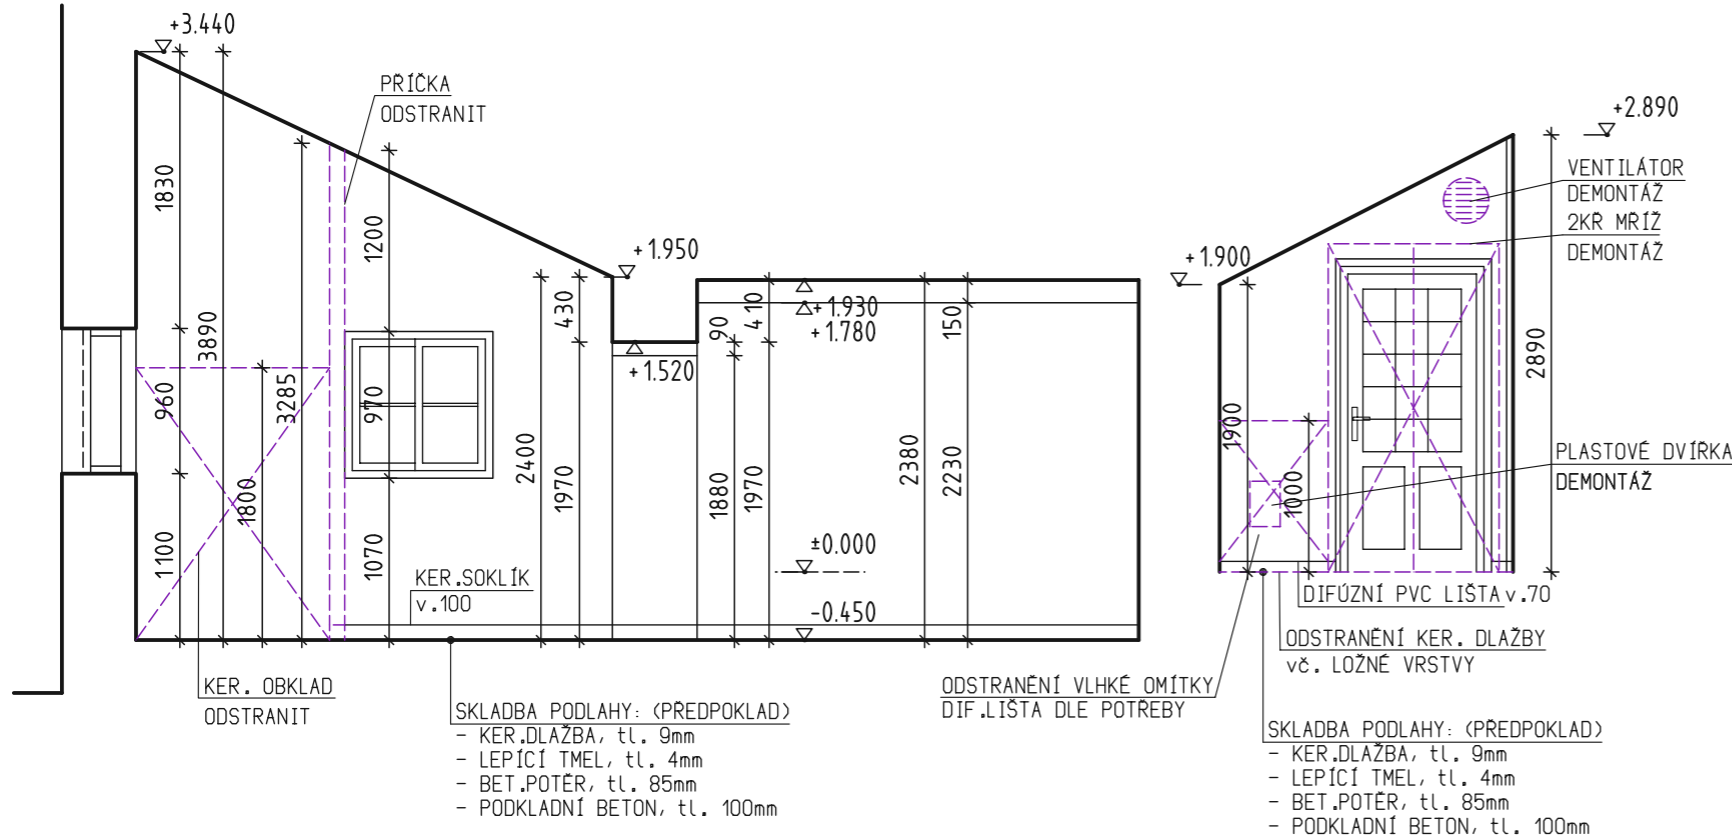 +3.440
PŘÍČKA
ODSTRANIT
1830
3890
960
1100
1800
3285
1200
970
1070
KER.SOKLÍK
v.100
+1.950
430
2400
1970
+1.520
90
410
1880
1970
+1.930
+1.780
2380
150
2230
±0.000
-0.450
KER. OBKLAD
ODSTRANIT
SKLADBA PODLAHY: (PŘEDPOKLAD)
- KER.DLAŽBA, tl. 9mm
- LEPÍCÍ TMEL, tl. 4mm
- BET.POTĚR, tl. 85mm
- PODKLADNÍ BETON, tl. 100mm
+2.890
VENTILÁTOR
DEMONTÁŽ
2KŘ MŘÍŽ
DEMONTÁŽ
+1.900
1900
1000
2890
PLASTOVÉ DVÍŘKA
DEMONTÁŽ
DIFÚZNÍ PVC LIŠTA v.70
ODSTRANĚNÍ KER. DLAŽBY
vč. LOŽNÉ VRSTVY
ODSTRANĚNÍ VLHKÉ OMÍTKY
DIF.LIŠTA DLE POTŘEBY
SKLADBA PODLAHY: (PŘEDPOKLAD)
- KER.DLAŽBA, tl. 9mm
- LEPÍCÍ TMEL, tl. 4mm
- BET.POTĚR, tl. 85mm
- PODKLADNÍ BETON, tl. 100mm